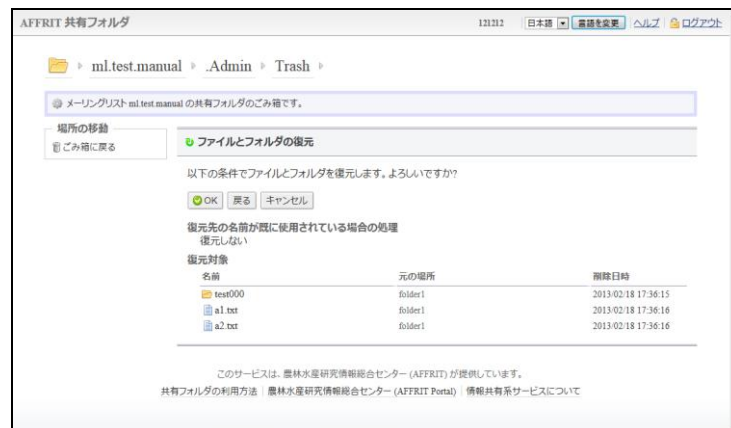 AFFRIT 共有フォルダ 121212 日本語 言語を変更 ヘルプ ログアウト
ml.test.manual .Admin Trash
メーリングリスト ml.test.manual の共有フォルダのごみ箱です。
場所の移動
ごみ箱に戻る
ファイルとフォルダの復元
以下の条件でファイルとフォルダを復元します。よろしいですか?
OK 戻る キャンセル
復元先の名前が既に使用されている場合の処理
復元しない
復元対象
名前 元の場所 削除日時
test000 folder1 2013/02/18 17:36:15
a1.txt folder1 2013/02/18 17:36:16
a2.txt folder1 2013/02/18 17:36:16
このサービスは、農林水産研究情報総合センター (AFFRIT) が提供しています。
共有フォルダの利用方法 | 農林水産研究情報総合センター (AFFRIT Portal) | 情報共有系サービスについて